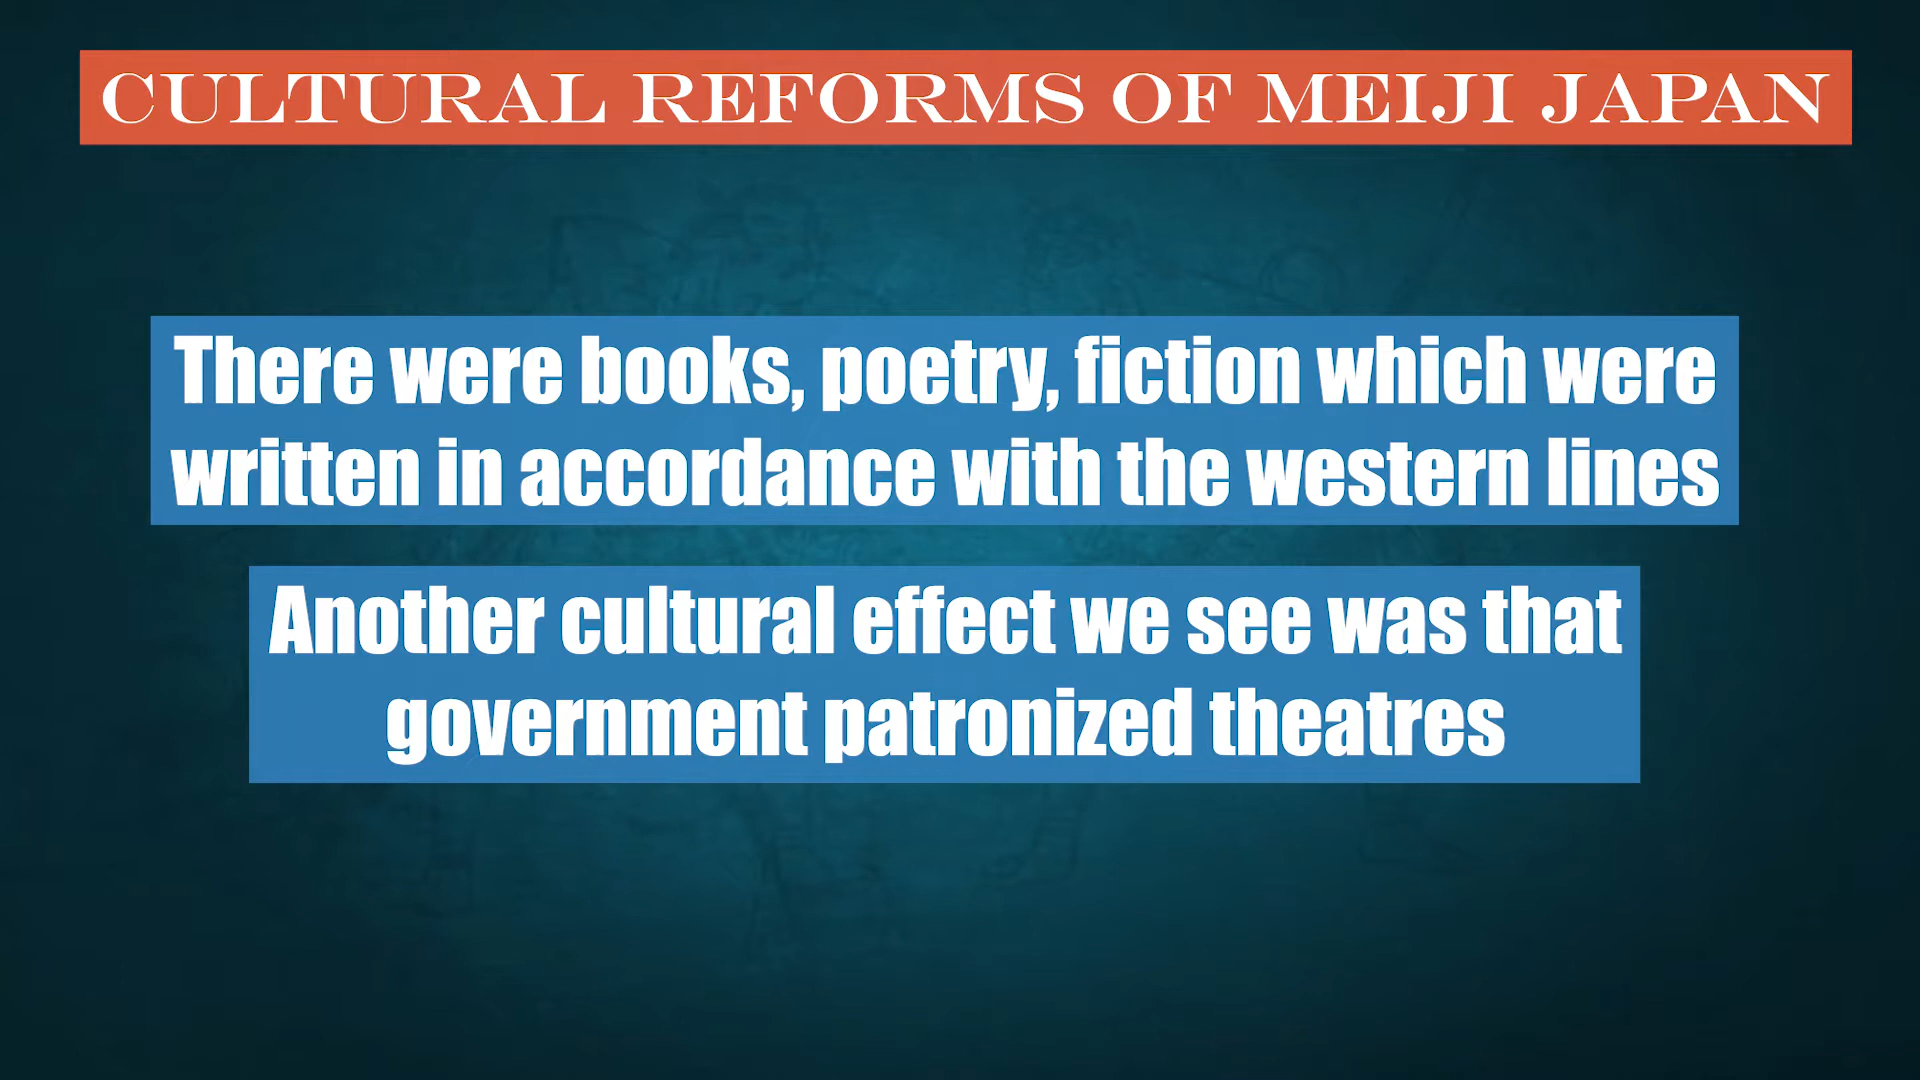 CULTURAL REFORMS OF MEIJI JAPAN
There were books, poetry, fiction which were
written in accordance with the western lines
Another cultural effect we see was that
government patronized theatres